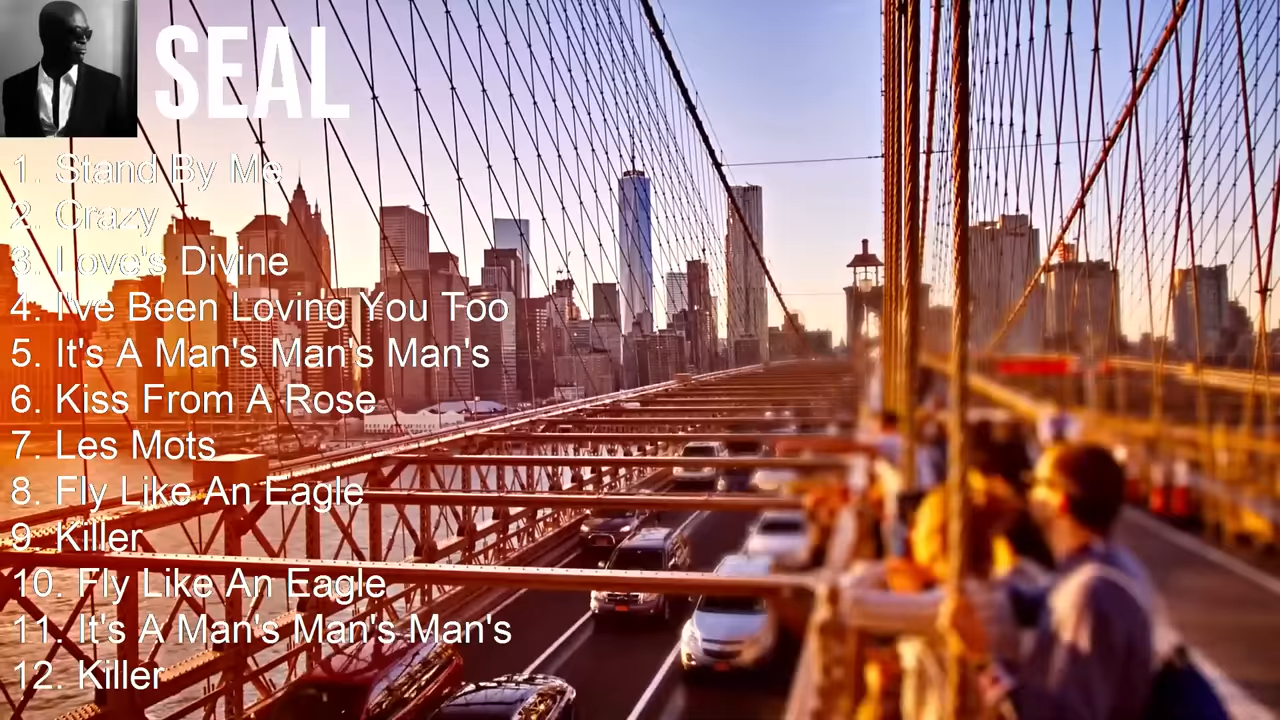 SEAL
1. Stand By Me
2. Crazy
3. Love's Divine
4. I've Been Loving You Too
5. It's A Man's Man's Man's
6. Kiss From A Rose
7. Les Mots
8. Fly Like An Eagle
9. Killer
10. Fly Like An Eagle
11. It's A Man's Man's Man's
12. Killer